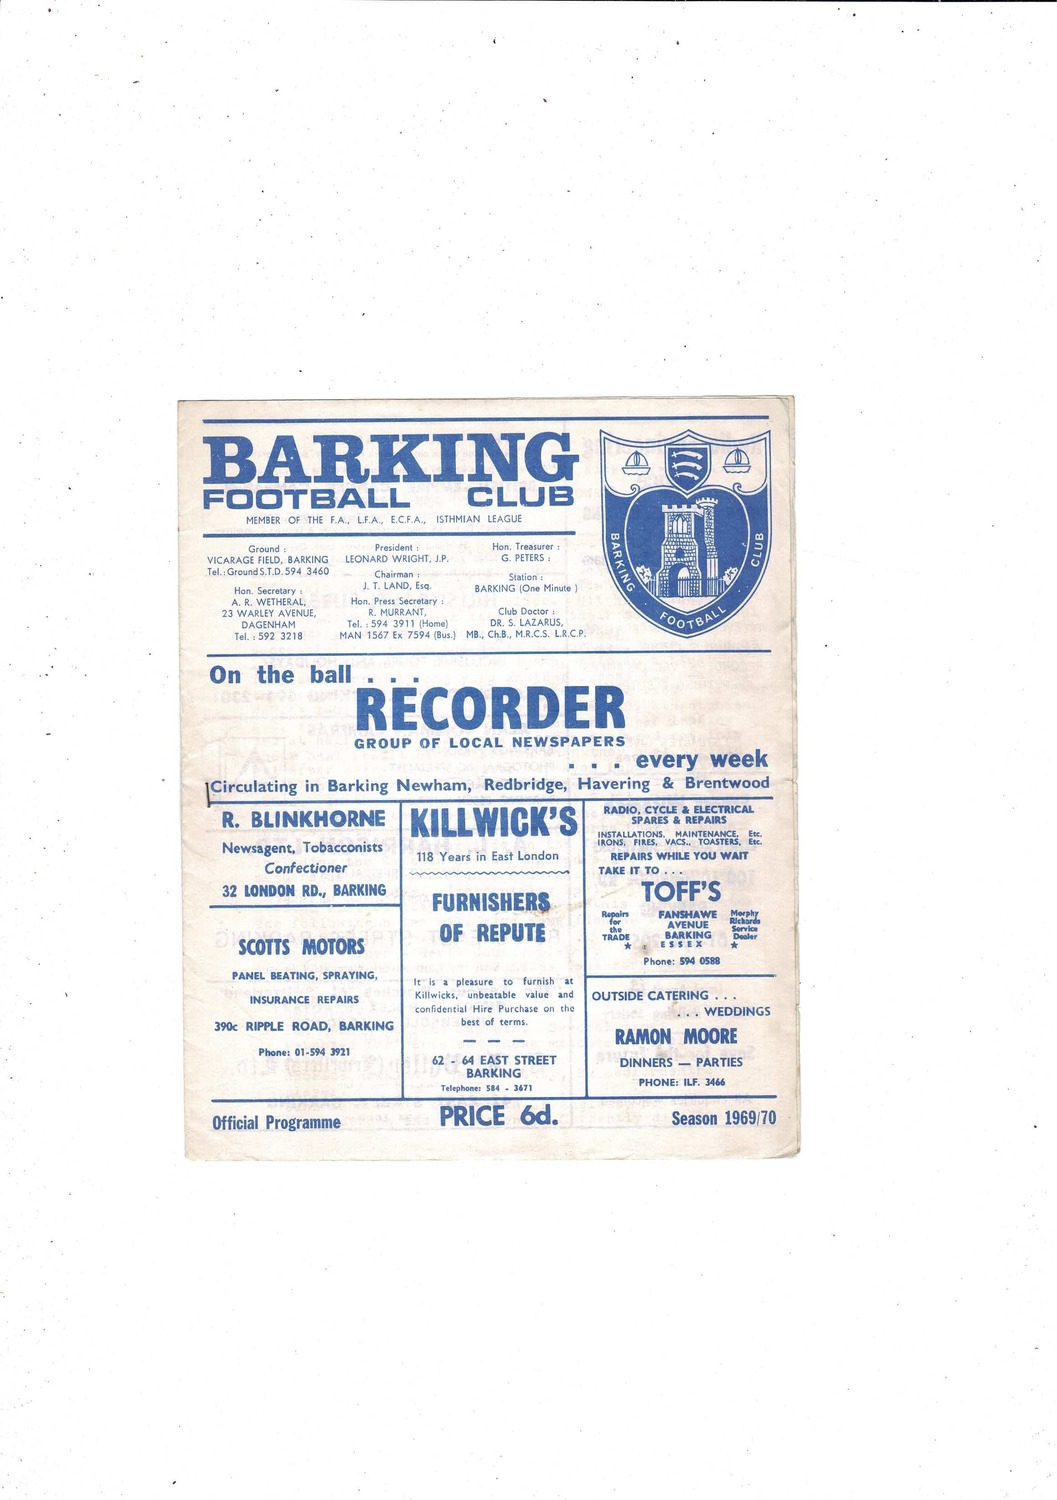 BARKING
FOOTBALL CLUB
MEMBER OF THE F.A., L.F.A., E.C.F.A., ISTHMIAN LEAGUE
Ground :
VICARAGE FIELD, BARKING
Tel.: Ground S.T.D. 594 3460
Hon. Secretary :
A. R. WETHERAL,
23 WARLEY AVENUE,
DAGENHAM
Tel. : 592 3218
President :
LEONARD WRIGHT, J.P.
Chairman :
J. T. LAND, Esq.
Hon. Press Secretary :
R. MURRANT,
Tel. : 594 3911 (Home)
MAN 1567 Ex 7594 (Bus.)
Hon. Treasurer :
G. PETERS :
Station :
BARKING (One Minute )
Club Doctor :
DR. S. LAZARUS,
MB., Ch.B., M.R.C.S. L.R.C.P.
BARKING · FOOTBALL · CLUB
On the ball . . .
RECORDER
GROUP OF LOCAL NEWSPAPERS
. . . every week
Circulating in Barking Newham, Redbridge, Havering & Brentwood
R. BLINKHORNE
Newsagent, Tobacconists
Confectioner
32 LONDON RD., BARKING
SCOTTS MOTORS
PANEL BEATING, SPRAYING,
INSURANCE REPAIRS
390c RIPPLE ROAD, BARKING
Phone: 01-594 3921
KILLWICK'S
118 Years in East London
FURNISHERS
OF REPUTE
It is a pleasure to furnish at
Killwicks, unbeatable value and
confidential Hire Purchase on the
best of terms.
62 - 64 EAST STREET
BARKING
Telephone: 584 - 3671
RADIO, CYCLE & ELECTRICAL
SPARES & REPAIRS
INSTALLATIONS, MAINTENANCE, Etc.
IRONS, FIRES, VACS., TOASTERS, Etc.
REPAIRS WHILE YOU WAIT
TAKE IT TO . . .
TOFF'S
Repairs
for
the
TRADE
FANSHAWE
AVENUE
BARKING
ESSEX
Morphy
Richards
Service
Dealer
Phone: 594 0588
OUTSIDE CATERING . . .
. . . WEDDINGS
RAMON MOORE
DINNERS — PARTIES
PHONE: ILF. 3466
Official Programme
PRICE 6d.
Season 1969/70